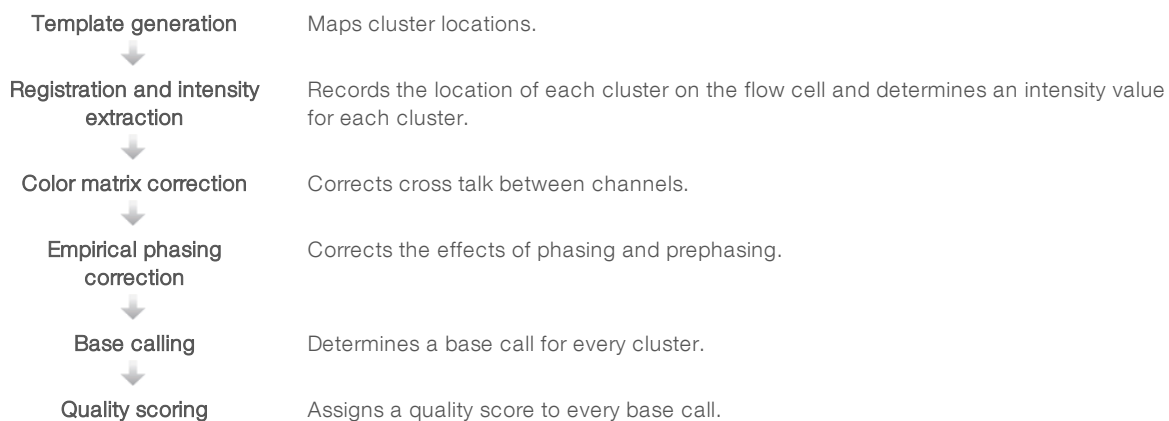 Template generation
Maps cluster locations.
Registration and intensity
extraction
Records the location of each cluster on the flow cell and determines an intensity value
for each cluster.
Color matrix correction
Corrects cross talk between channels.
Empirical phasing
correction
Corrects the effects of phasing and prephasing.
Base calling
Determines a base call for every cluster.
Quality scoring
Assigns a quality score to every base call.